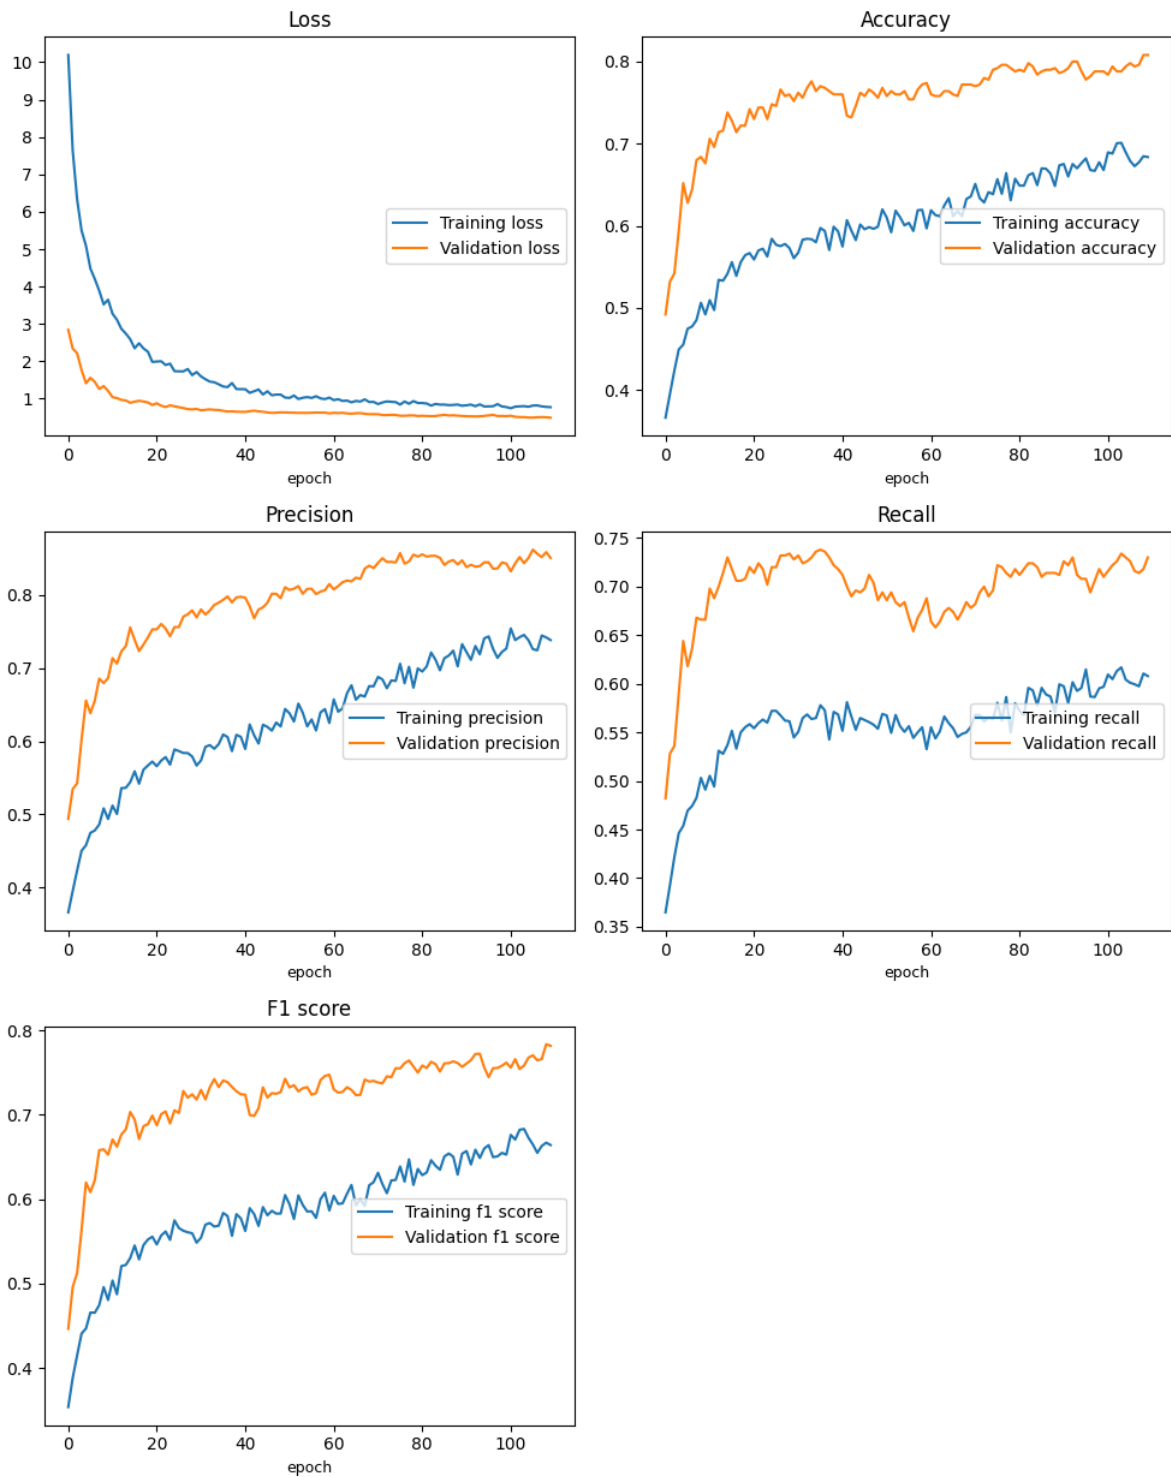 Loss
10
9
8
7
6
5
4
3
2
1
Training loss
Validation loss
0 20 40 60 80 100
epoch
Accuracy
0.8
0.7
0.6
0.5
0.4
Training accuracy
Validation accuracy
0 20 40 60 80 100
epoch
Precision
0.8
0.7
0.6
0.5
0.4
Training precision
Validation precision
0 20 40 60 80 100
epoch
Recall
0.75
0.70
0.65
0.60
0.55
0.50
0.45
0.40
0.35
Training recall
Validation recall
0 20 40 60 80 100
epoch
F1 score
0.8
0.7
0.6
0.5
0.4
Training f1 score
Validation f1 score
0 20 40 60 80 100
epoch